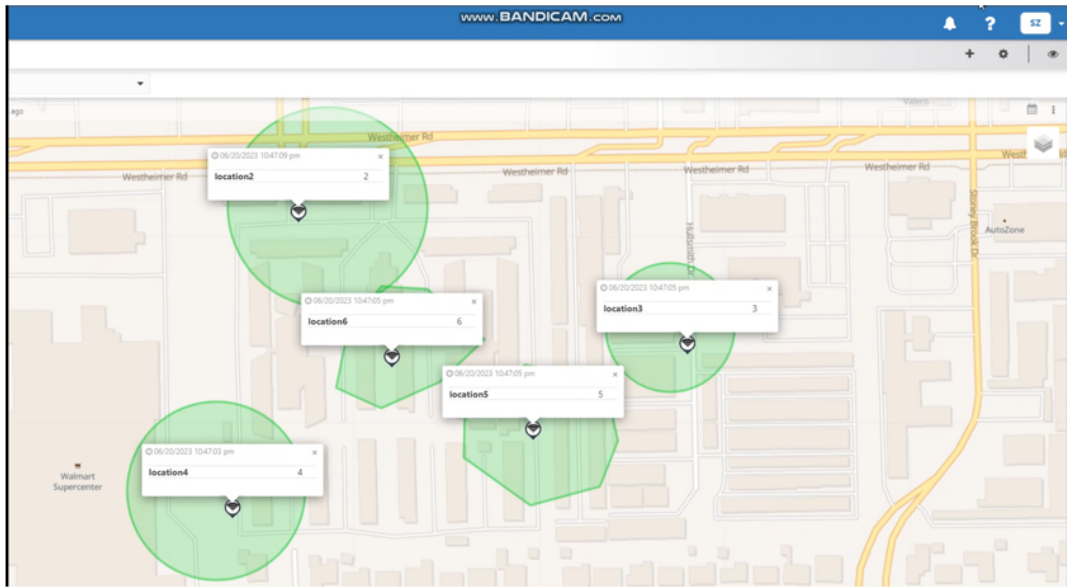 www.BANDICAM.com
SZ
ago
Valero
Westheimer Rd
06/20/2023 10:47:09 pm
location2 2
Westheimer Rd
Westheimer Rd
Westheimer Rd
Westheimer Rd
Stoney Brook Dr
AutoZone
Hullsmith Dr
06/20/2023 10:47:05 pm
location6 6
06/20/2023 10:47:05 pm
location3 3
06/20/2023 10:47:05 pm
location5 5
06/20/2023 10:47:03 pm
location4 4
Walmart
Supercenter